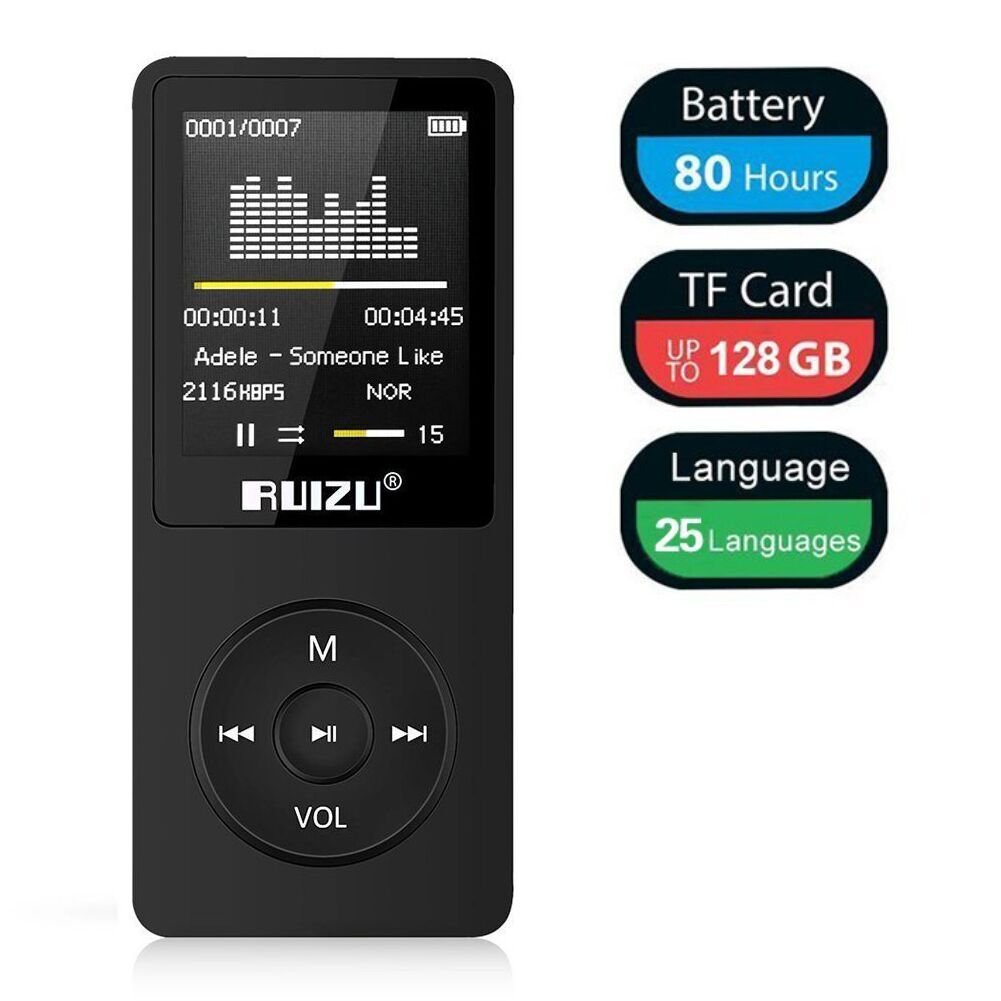 0001/0007
00:00:11 00:04:45
Adele - Someone Like
2116KBPS NOR
15
RUIZU®
M
VOL
Battery
80 Hours
TF Card
UP TO 128 GB
Language
25 Languages